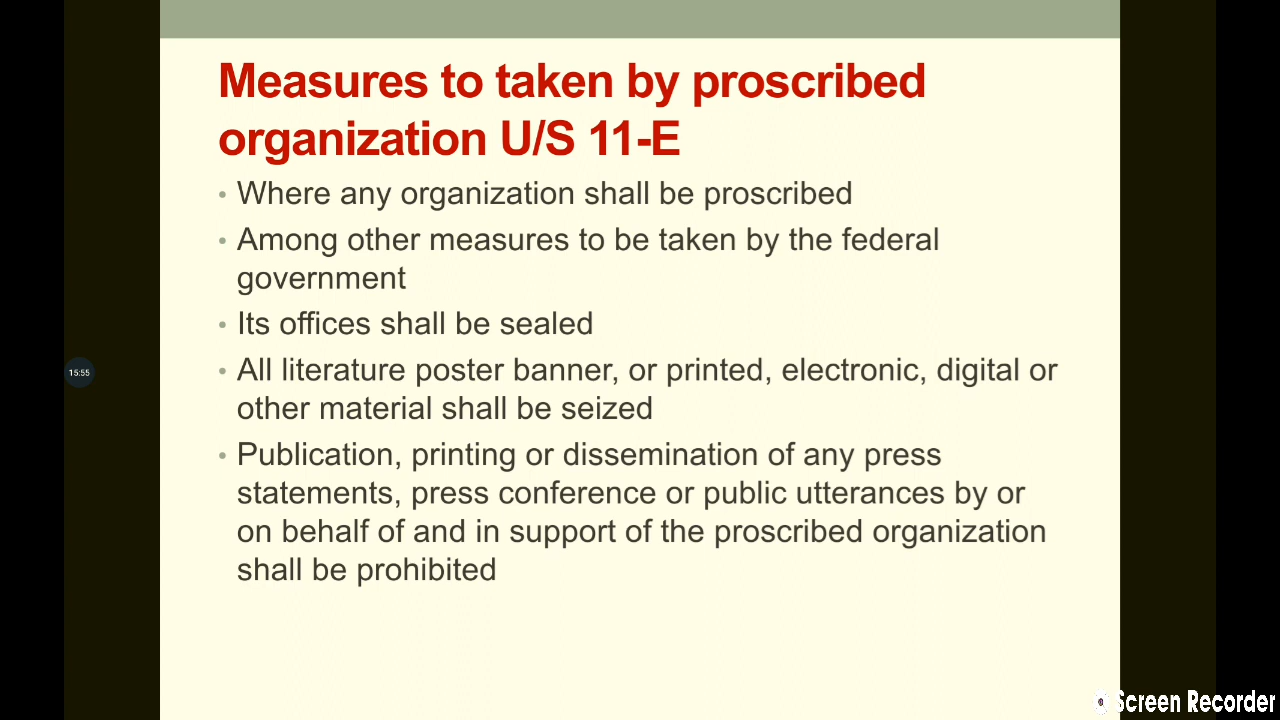 Measures to taken by proscribed
organization U/S 11-E
• Where any organization shall be proscribed
• Among other measures to be taken by the federal
government
• Its offices shall be sealed
• All literature poster banner, or printed, electronic, digital or
other material shall be seized
• Publication, printing or dissemination of any press
statements, press conference or public utterances by or
on behalf of and in support of the proscribed organization
shall be prohibited
15:55
Screen Recorder